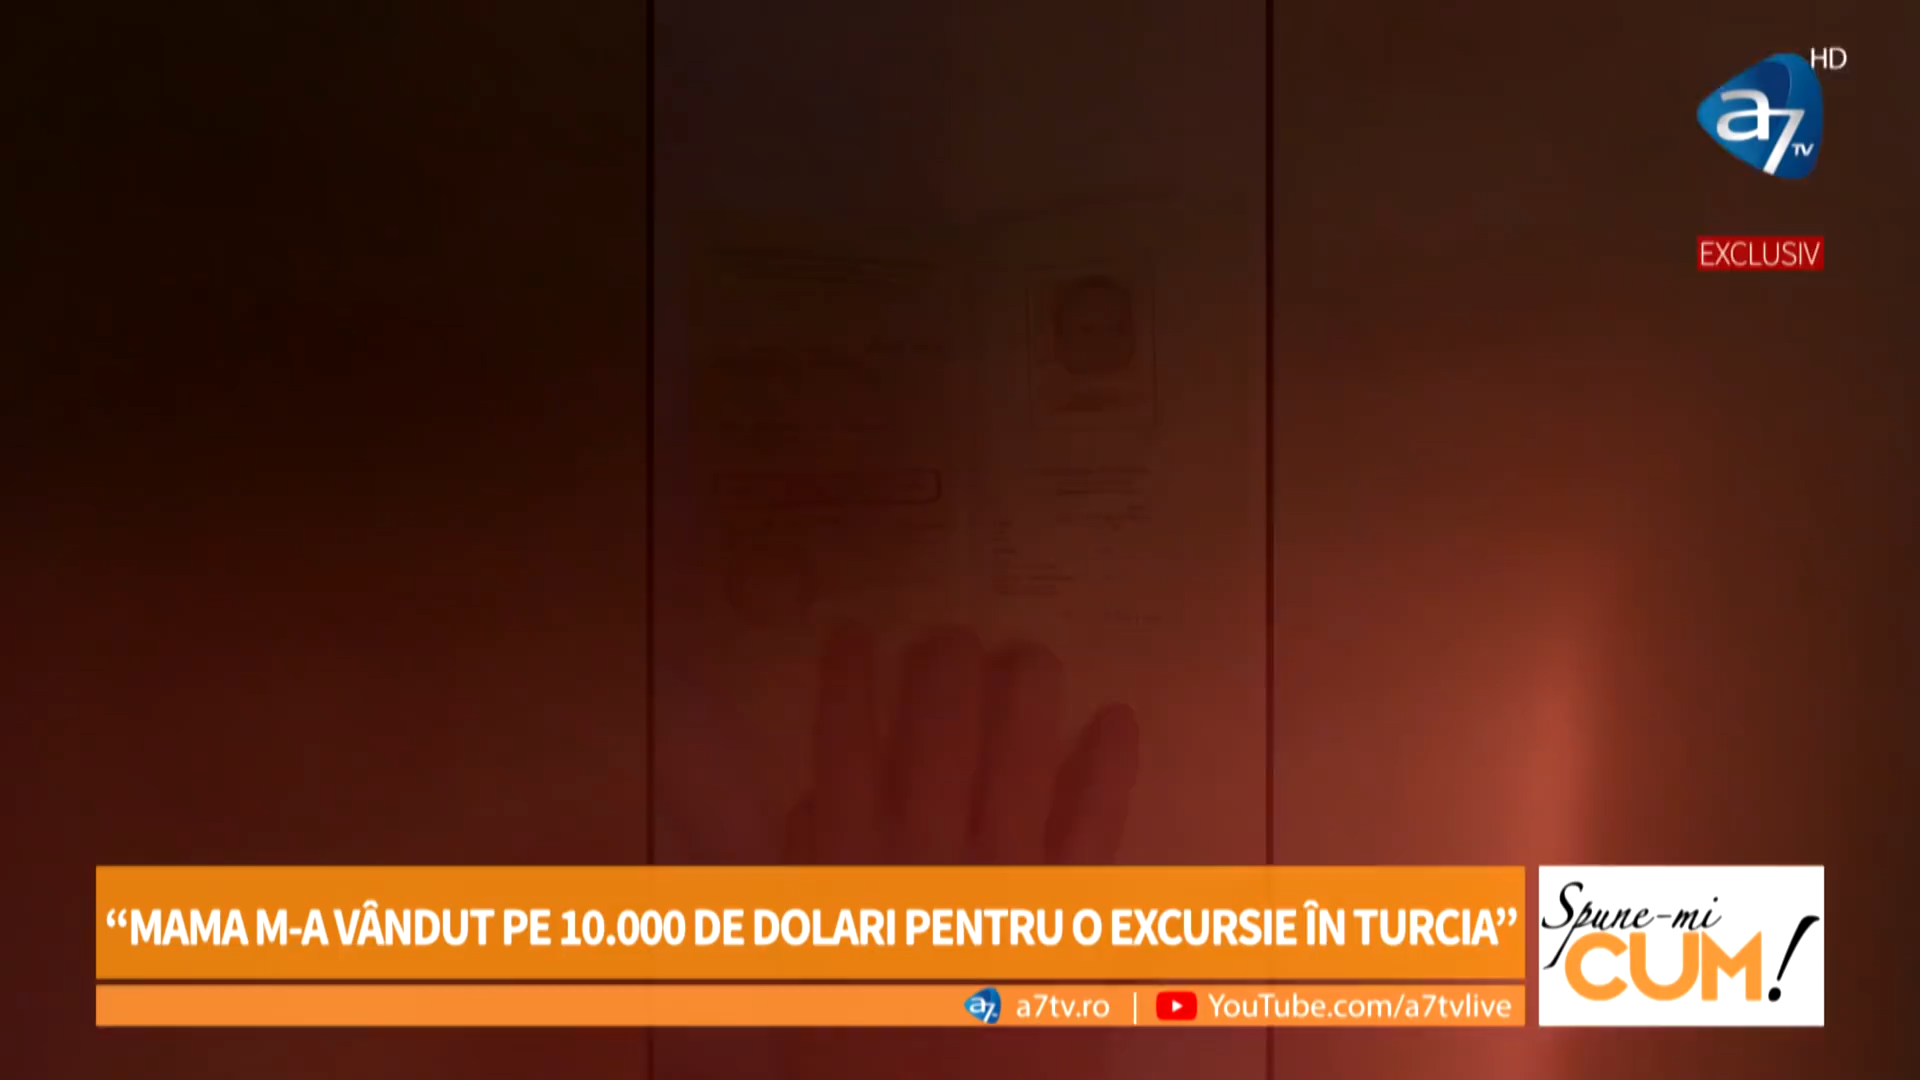 HD
a7 TV
EXCLUSIV
“MAMA M-A VÂNDUT PE 10.000 DE DOLARI PENTRU O EXCURSIE ÎN TURCIA”
Spune-mi
CUM!
a7 a7tv.ro | YouTube.com/a7tvlive